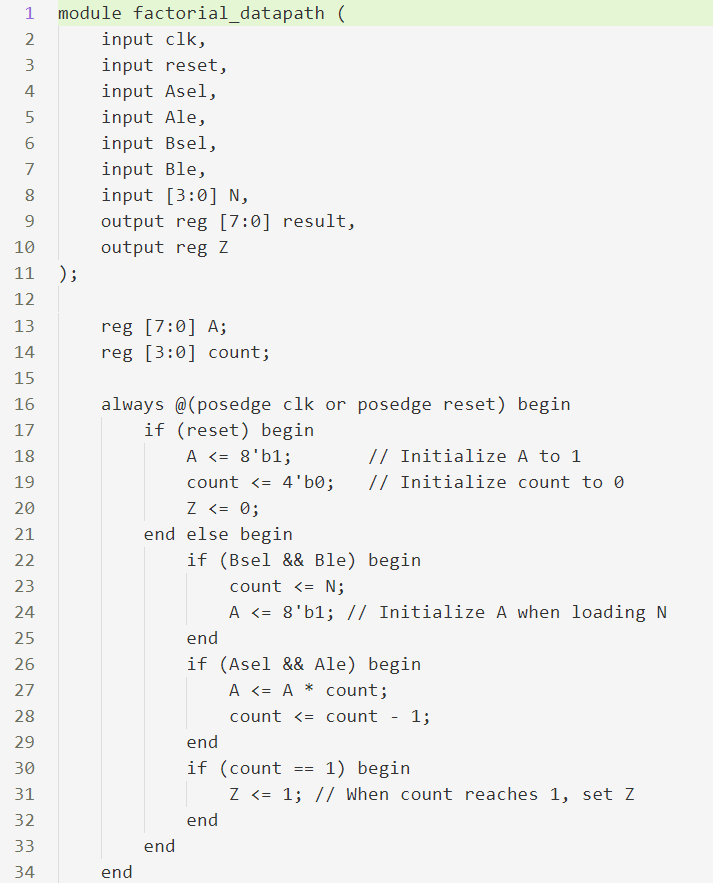 1 module factorial_datapath (
2 input clk,
3 input reset,
4 input Asel,
5 input Ale,
6 input Bsel,
7 input Ble,
8 input [3:0] N,
9 output reg [7:0] result,
10 output reg Z
11 );
12
13 reg [7:0] A;
14 reg [3:0] count;
15
16 always @(posedge clk or posedge reset) begin
17 if (reset) begin
18 A <= 8'b1; // Initialize A to 1
19 count <= 4'b0; // Initialize count to 0
20 Z <= 0;
21 end else begin
22 if (Bsel && Ble) begin
23 count <= N;
24 A <= 8'b1; // Initialize A when loading N
25 end
26 if (Asel && Ale) begin
27 A <= A * count;
28 count <= count - 1;
29 end
30 if (count == 1) begin
31 Z <= 1; // When count reaches 1, set Z
32 end
33 end
34 end